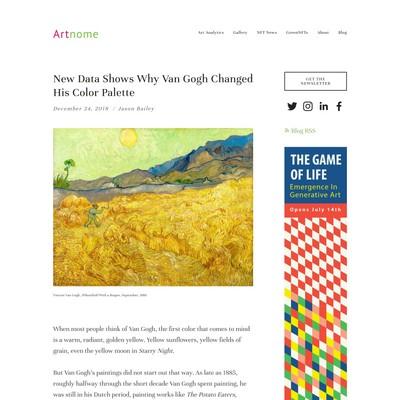 Artnome
Art Analytics Gallery NFT News GreenNFTs About Blog
New Data Shows Why Van Gogh Changed
His Color Palette
December 24, 2018 / Jason Bailey
GET THE
NEWSLETTER
Blog RSS
THE GAME
OF LIFE
Emergence In
Generative Art
Opens July 14th
Vincent Van Gogh, Wheatfield With a Reaper, September, 1889
When most people think of Van Gogh, the first color that comes to mind
is a warm, radiant, golden yellow. Yellow sunflowers, yellow fields of
grain, even the yellow moon in Starry Night.
But Van Gogh's paintings did not start out that way. As late as 1885,
roughly halfway through the short decade Van Gogh spent painting, he
was still in his Dutch period, painting works like The Potato Eaters,